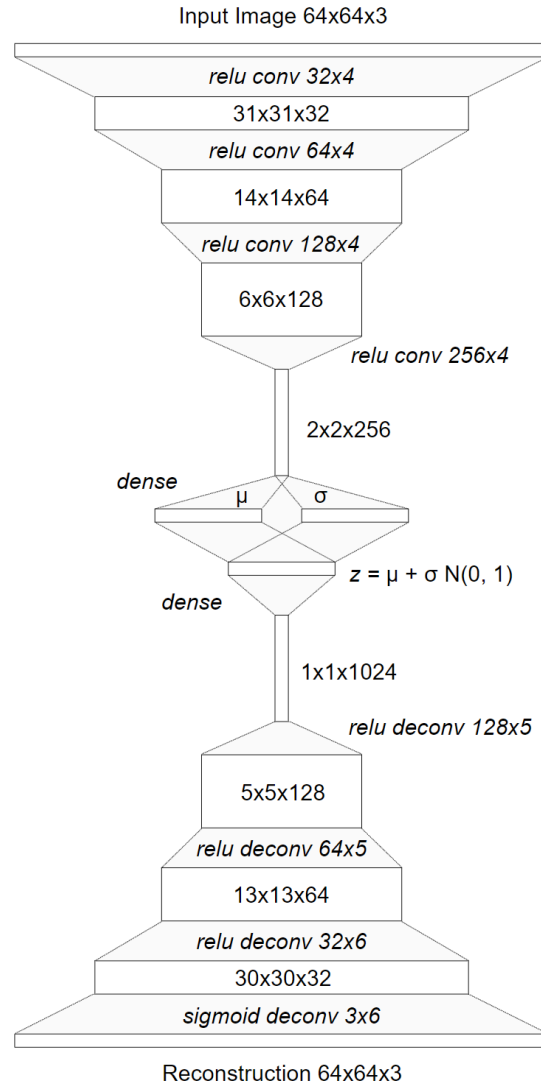 Input Image 64x64x3
relu conv 32x4
31x31x32
relu conv 64x4
14x14x64
relu conv 128x4
6x6x128
relu conv 256x4
2x2x256
dense
μ
σ
z = μ + σ N(0, 1)
dense
1x1x1024
relu deconv 128x5
5x5x128
relu deconv 64x5
13x13x64
relu deconv 32x6
30x30x32
sigmoid deconv 3x6
Reconstruction 64x64x3